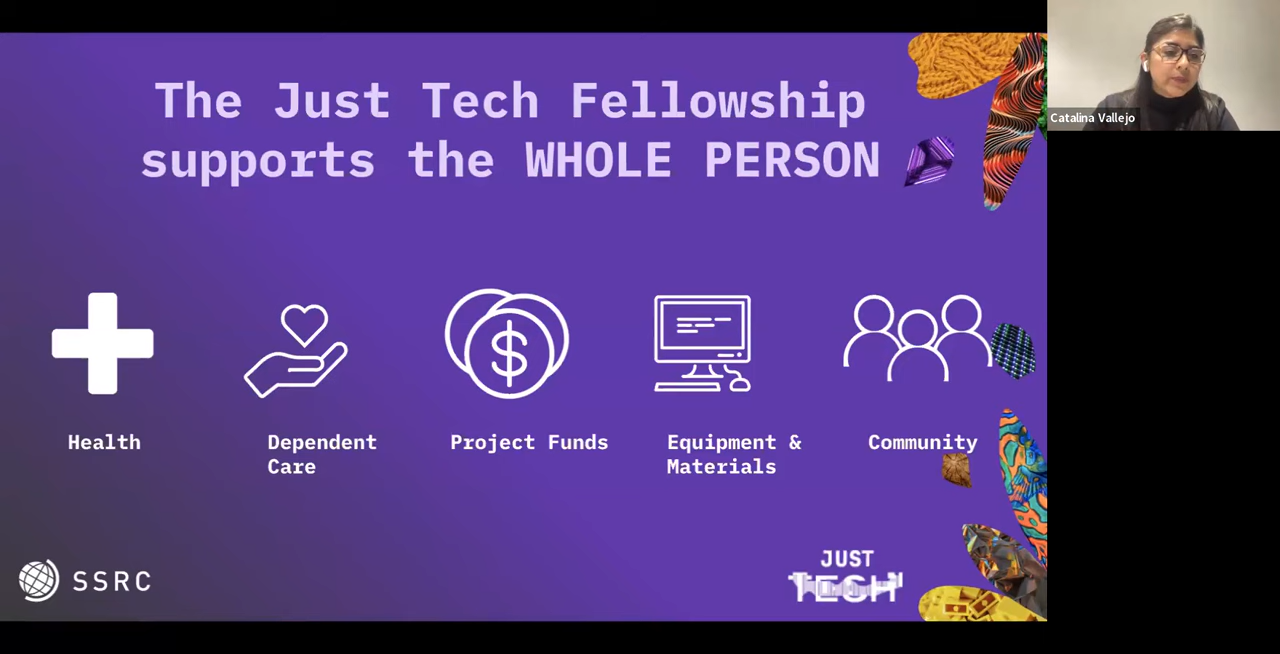 The Just Tech Fellowship
supports the WHOLE PERSON
Catalina Vallejo
Health
Dependent
Care
Project Funds
Equipment &
Materials
Community
SSRC
JUST
TECH